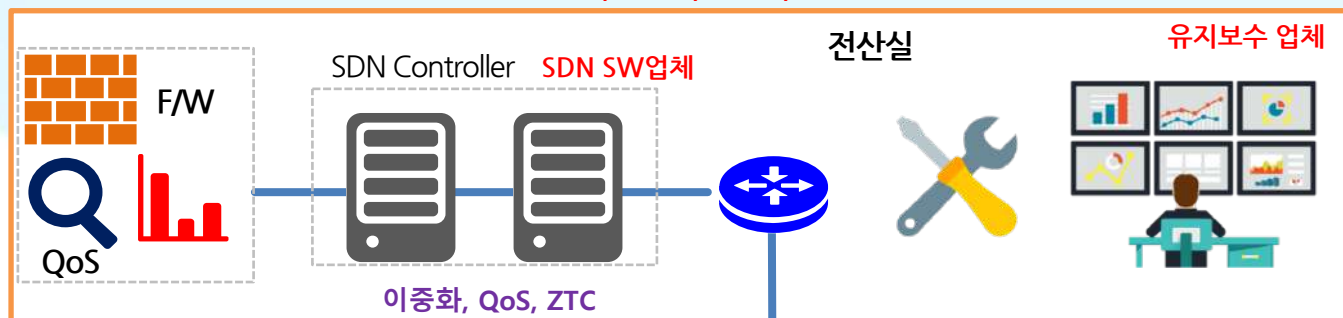 전산실
유지보수 업체
SDN Controller SDN SW업체
F/W
QoS
이중화, QoS, ZTC